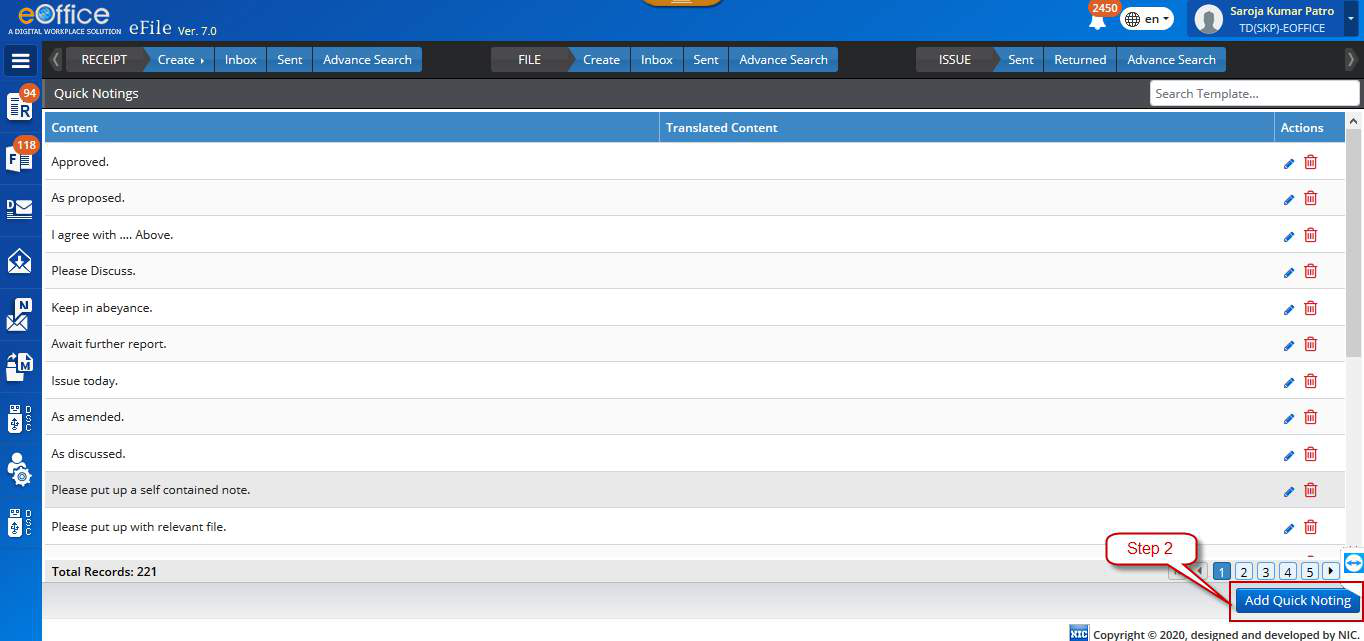 eOffice
A DIGITAL WORKPLACE SOLUTION
eFile Ver. 7.0
2450
en
Saroja Kumar Patro
TD(SKP)-EOFFICE
RECEIPT Create Inbox Sent Advance Search
FILE Create Inbox Sent Advance Search
ISSUE Sent Returned Advance Search
94
R
118
F
D
N
M
DSC
DSC
Quick Notings
Search Template...
Content Translated Content Actions
Approved.
As proposed.
I agree with .... Above.
Please Discuss.
Keep in abeyance.
Await further report.
Issue today.
As amended.
As discussed.
Please put up a self contained note.
Please put up with relevant file.
Step 2
Total Records: 221
1 2 3 4 5
Add Quick Noting
NIC Copyright © 2020, designed and developed by NIC.